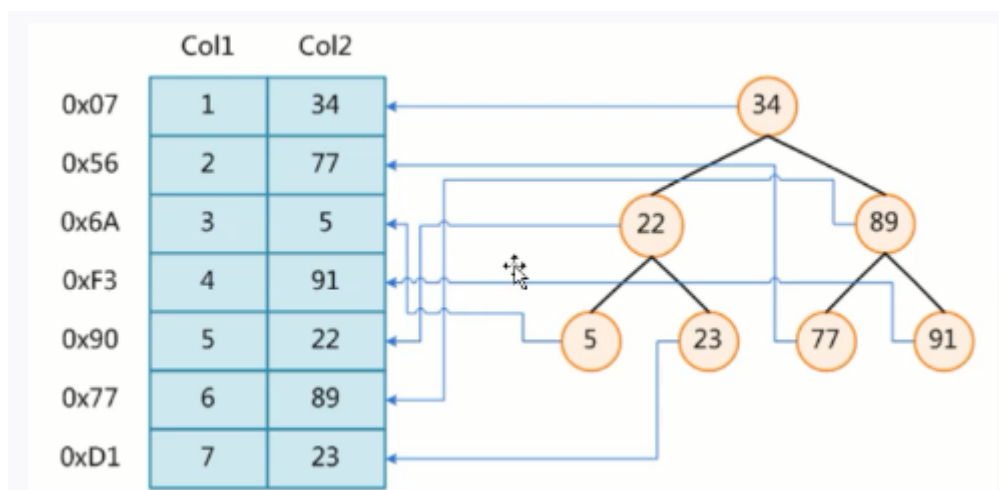 Col1 Col2
0x07 1 34 34
0x56 2 77
0x6A 3 5 22 89
0xF3 4 91
0x90 5 22 5 23 77 91
0x77 6 89
0xD1 7 23